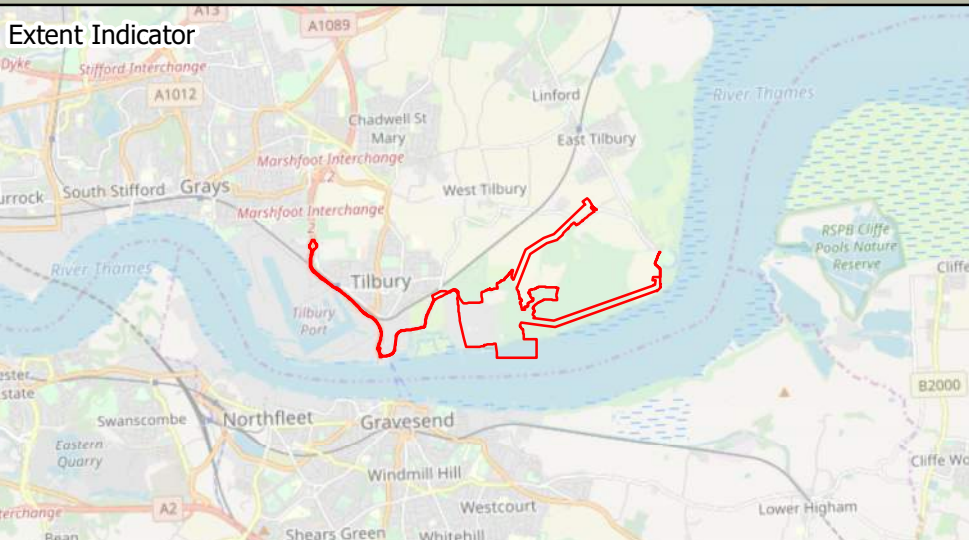 Extent Indicator
A13
A1089
Dyke
Stifford Interchange
A1012
Linford
River Thames
Chadwell St
Mary
East Tilbury
Marshfoot Interchange
West Tilbury
South Stifford
Grays
urrock
Marshfoot Interchange
RSPB Cliffe
Pools Nature
Reserve
River Thames
Cliffe
Tilbury
Tilbury
Port
ester
state
B2000
Swanscombe
Northfleet
Gravesend
Eastern
Quarry
Cliffe Wo
Windmill Hill
A2
Westcourt
Lower Higham
terchange
Bean
Shears Green
Whitehill